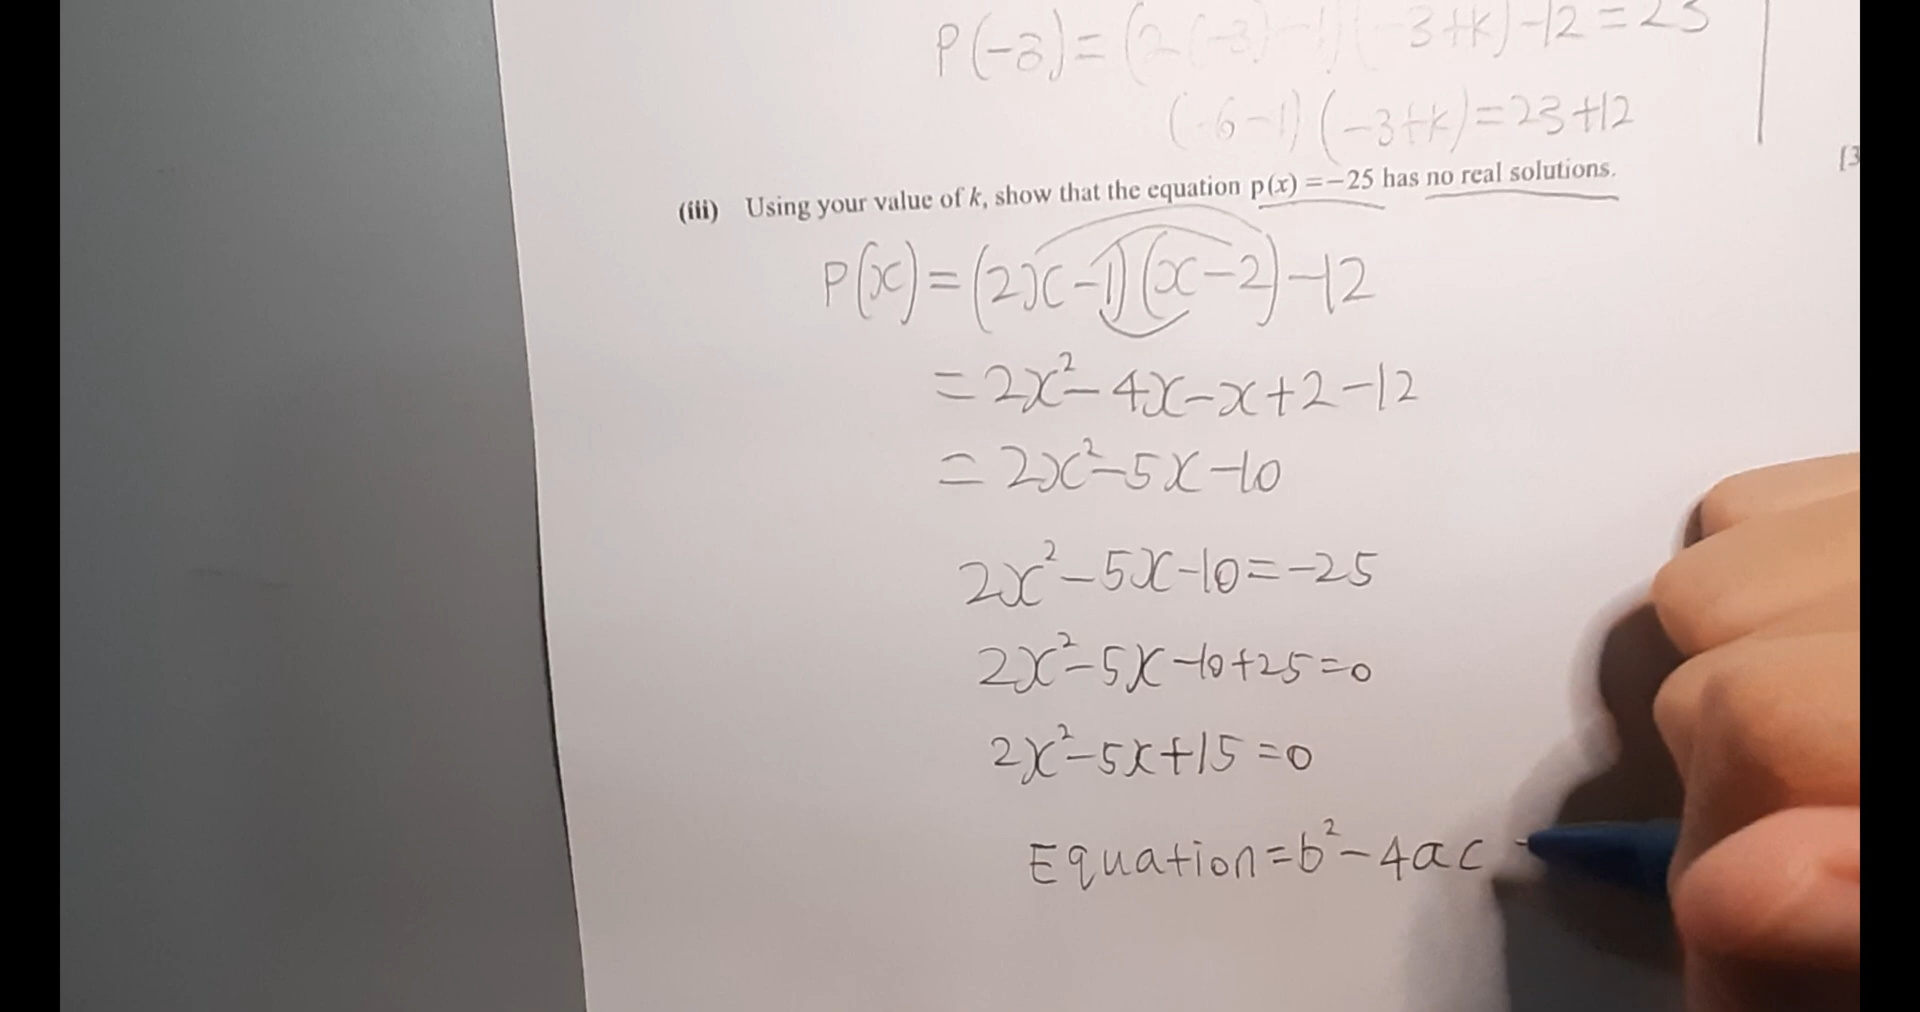 P(-3) = (2(-3)-1)(-3+k)-12 = 23
(-6-1)(-3+k) = 23+12
[3
(iii) Using your value of k, show that the equation p(x) = -25 has no real solutions.
P(x) = (2x-1)(x-2)-12
= 2x²-4x-x+2-12
= 2x²-5x-10
2x²-5x-10=-25
2x²-5x-10+25=0
2x²-5x+15=0
Equation = b²-4ac